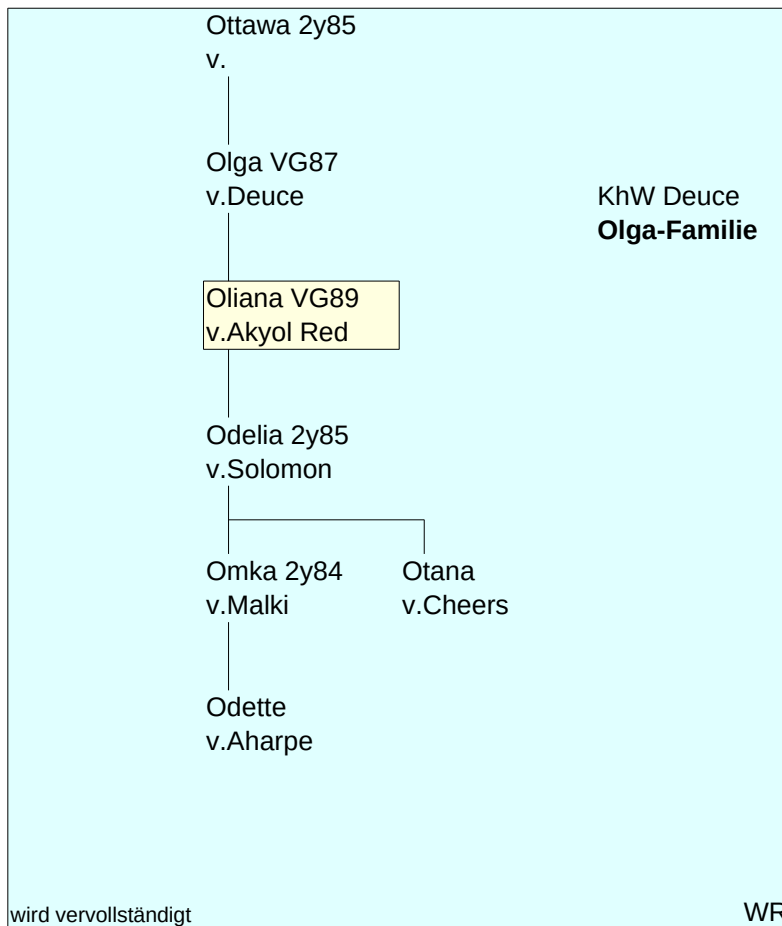 Ottawa 2y85
v.
Olga VG87
v.Deuce
KhW Deuce
Olga-Familie
Oliana VG89
v.Akyol Red
Odelia 2y85
v.Solomon
Omka 2y84
v.Malki
Otana
v.Cheers
Odette
v.Aharpe
wird vervollständigt
WR